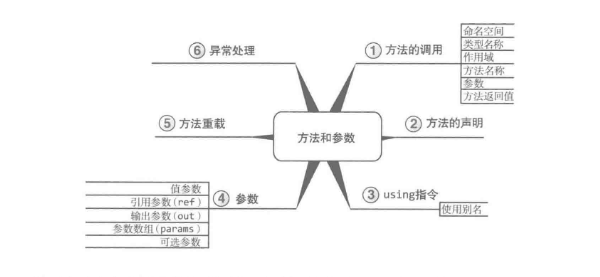 ⑥ 异常处理
① 方法的调用
命名空间
类型名称
作用域
方法名称
参数
方法返回值
⑤ 方法重载
方法和参数
② 方法的声明
③ using指令
使用别名
④ 参数
值参数
引用参数(ref)
输出参数(out)
参数数组(params)
可选参数